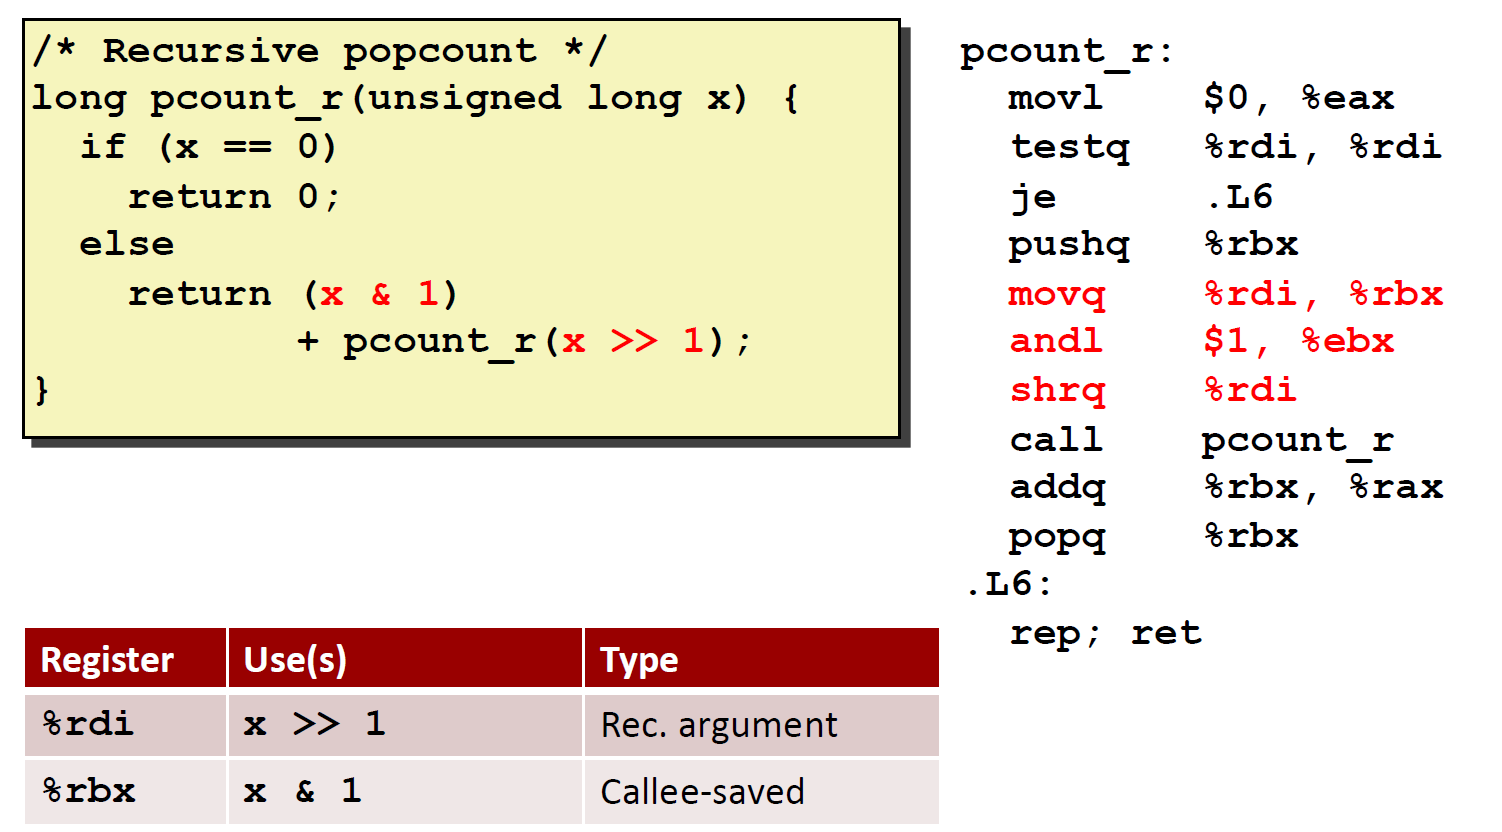 /* Recursive popcount */
long pcount_r(unsigned long x) {
  if (x == 0)
    return 0;
  else
    return (x & 1)
           + pcount_r(x >> 1);
}
pcount_r:
  movl    $0, %eax
  testq   %rdi, %rdi
  je      .L6
  pushq   %rbx
  movq    %rdi, %rbx
  andl    $1, %ebx
  shrq    %rdi
  call    pcount_r
  addq    %rbx, %rax
  popq    %rbx
.L6:
  rep; ret
Register Use(s) Type
%rdi x >> 1 Rec. argument
%rbx x & 1 Callee-saved